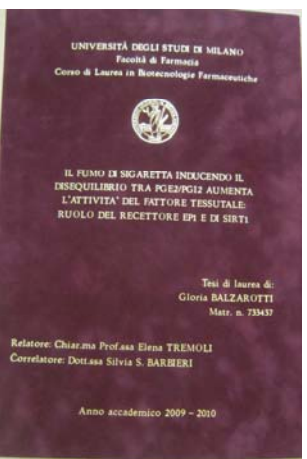 UNIVERSITÀ DEGLI STUDI DI MILANO
Facoltà di Farmacia
Corso di Laurea in Biotecnologie Farmaceutiche
IL FUMO DI SIGARETTA INDUCENDO IL
DISEQUILIBRIO TRA PGE2/PGI2 AUMENTA
L'ATTIVITA' DEL FATTORE TESSUTALE:
RUOLO DEL RECETTORE EP1 E DI SIRT1
Tesi di laurea di:
Gloria BALZAROTTI
Matr. n. 733437
Relatore: Chiar.ma Prof.ssa Elena TREMOLI
Correlatore: Dott.ssa Silvia S. BARBIERI
Anno accademico 2009 - 2010